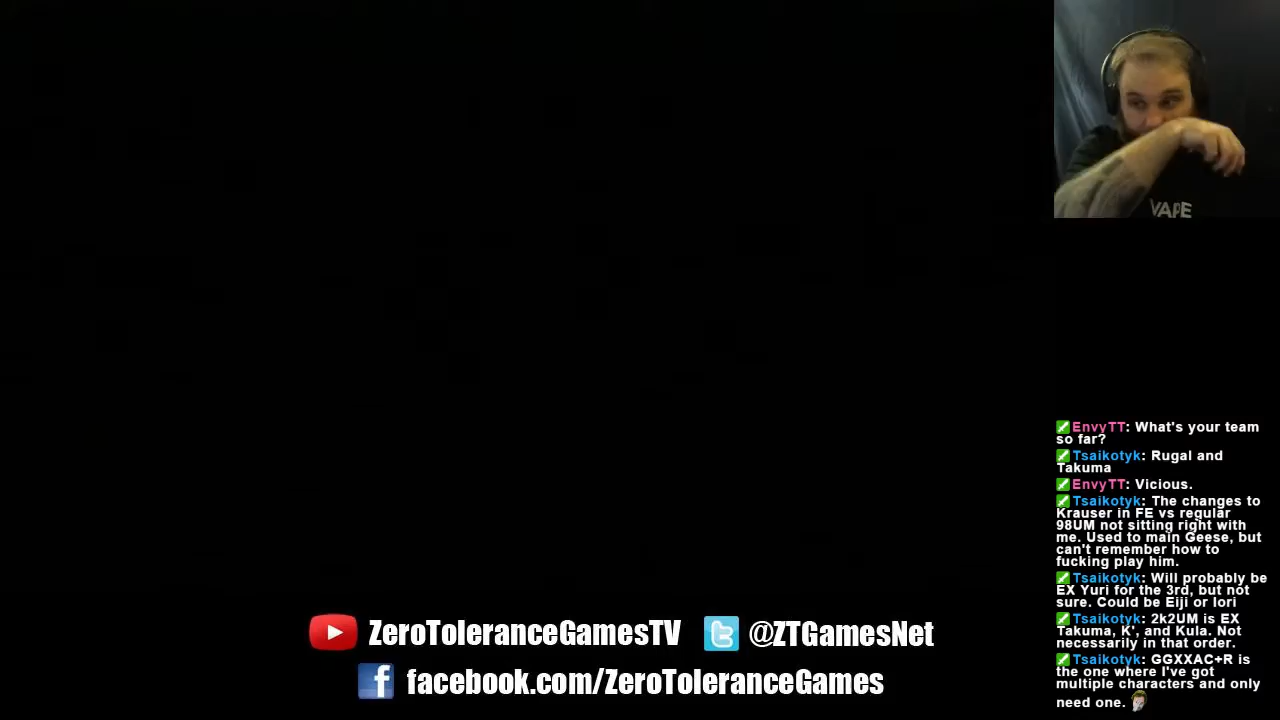 VAPE
EnvyTT: What's your team
so far?
Tsaikotyk: Rugal and
Takuma
EnvyTT: Vicious.
Tsaikotyk: The changes to
Krauser in FE vs regular
98UM not sitting right with
me. Used to main Geese, but
can't remember how to
fucking play him.
Tsaikotyk: Will probably be
EX Yuri for the 3rd, but not
sure. Could be Eiji or Iori
Tsaikotyk: 2k2UM is EX
Takuma, K', and Kula. Not
necessarily in that order.
Tsaikotyk: GGXXAC+R is
the one where I've got
multiple characters and only
need one.
ZeroToleranceGamesTV
@ZTGamesNet
facebook.com/ZeroToleranceGames